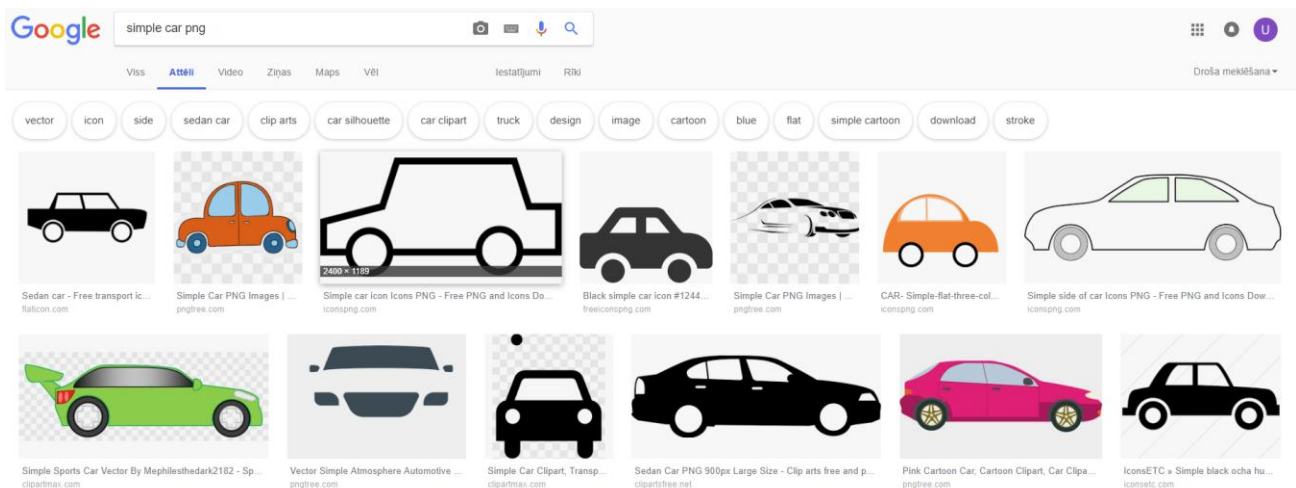 Google simple car png U
Viss Attēli Video Ziņas Maps Vēl Iestatījumi Rīki Droša meklēšana
vector icon side sedan car clip arts car silhouette car clipart truck design image cartoon blue flat simple cartoon download stroke
2400 × 1189
Sedan car - Free transport ic... Simple Car PNG Images | ... Simple car icon Icons PNG - Free PNG and Icons Do... Black simple car icon #1244... Simple Car PNG Images | ... CAR- Simple-flat-three-col... Simple side of car Icons PNG - Free PNG and Icons Dow...
flaticon.com pngtree.com iconspng.com freeiconspng.com pngtree.com iconspng.com iconspng.com
Simple Sports Car Vector By Mephilesthedark2182 - Sp... Vector Simple Atmosphere Automotive ... Simple Car Clipart, Transp... Sedan Car PNG 900px Large Size - Clip arts free and p... Pink Cartoon Car, Cartoon Clipart, Car Clipa... IconsETC » Simple black ocha hu...
clipartmax.com pngtree.com clipartmax.com clipartsfree.net pngtree.com iconsetc.com